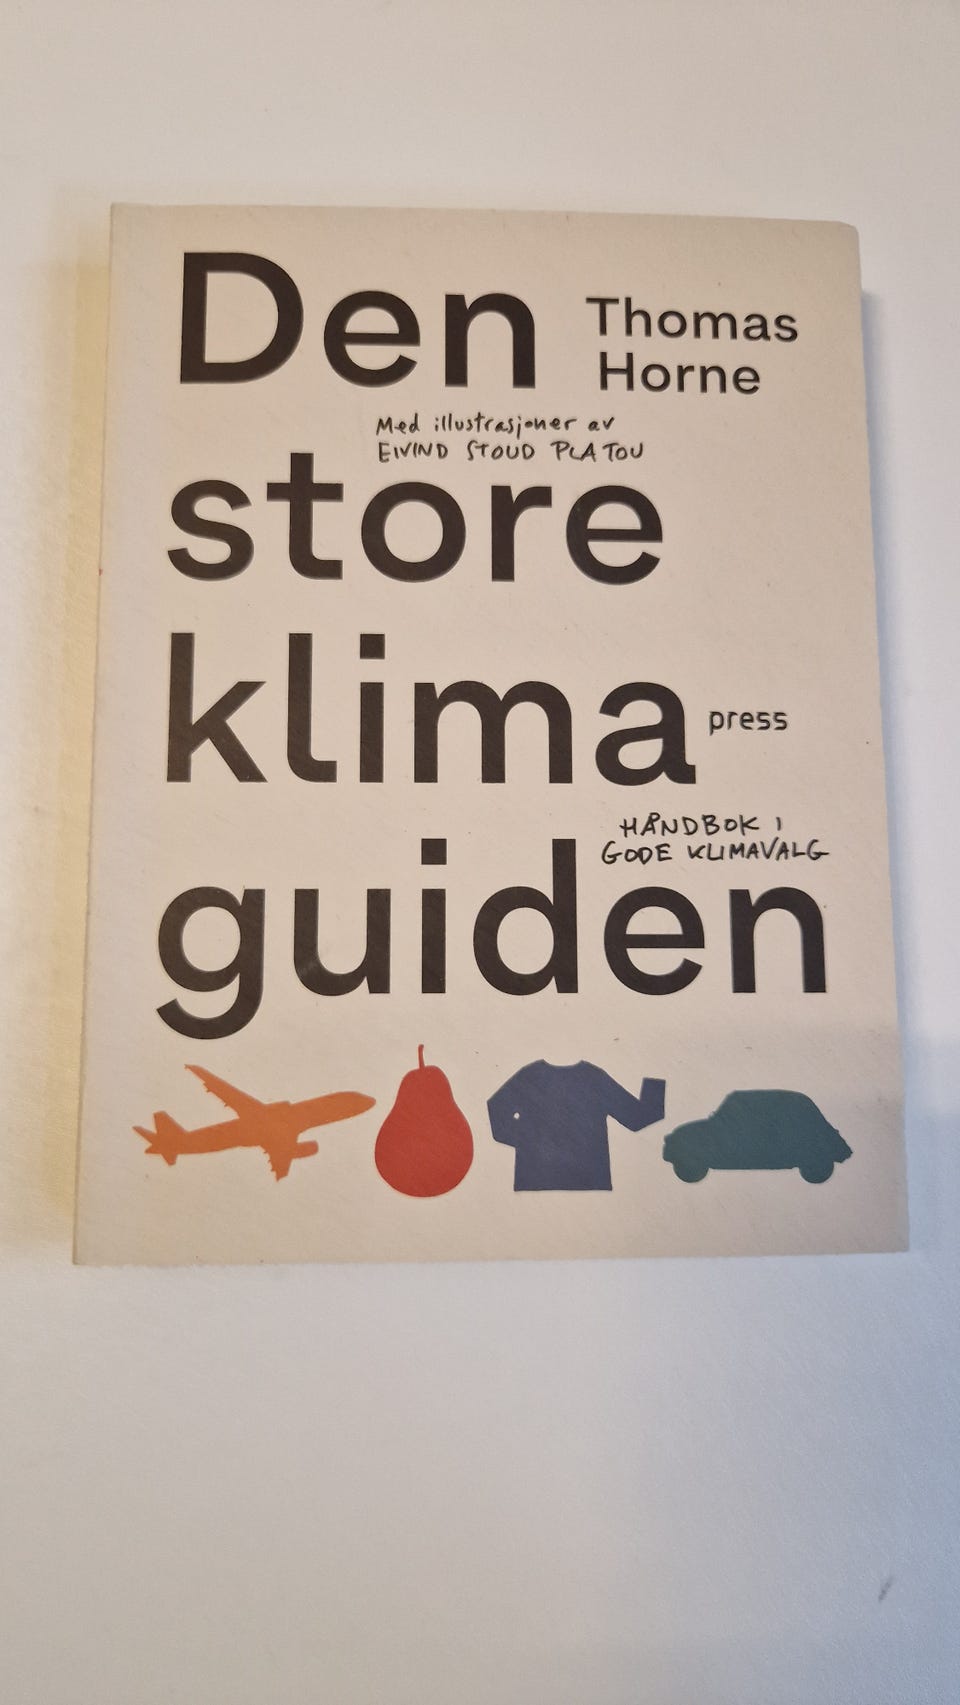 Den
Thomas
Horne
Med illustrasjoner av
EIVIND STOUD PLATOU
store
klima
press
HÅNDBOK I
GODE KLIMAVALG
guiden